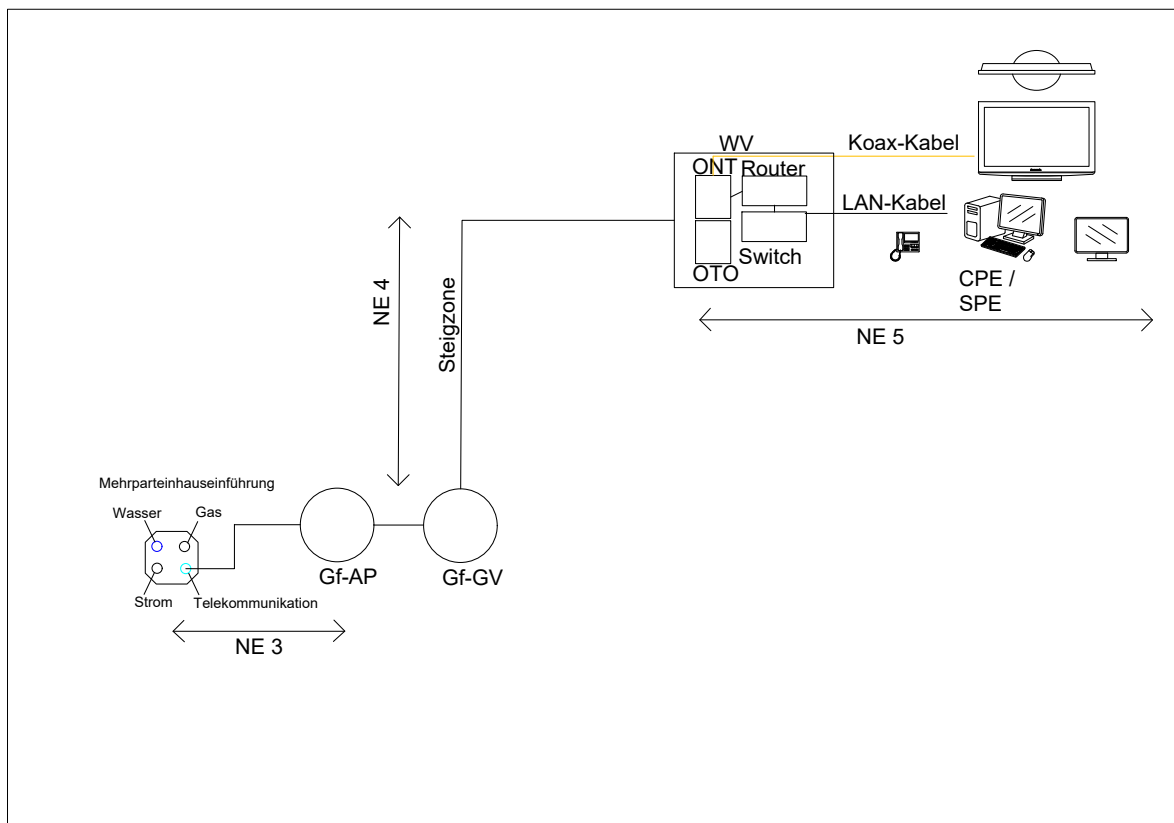 WV
Koax-Kabel
ONT Router
LAN-Kabel
Switch
OTO
CPE /
SPE
NE 5
NE 4
Steigzone
Mehrparteinhauseinführung
Wasser
Gas
Strom
Telekommunikation
Gf-AP
Gf-GV
NE 3